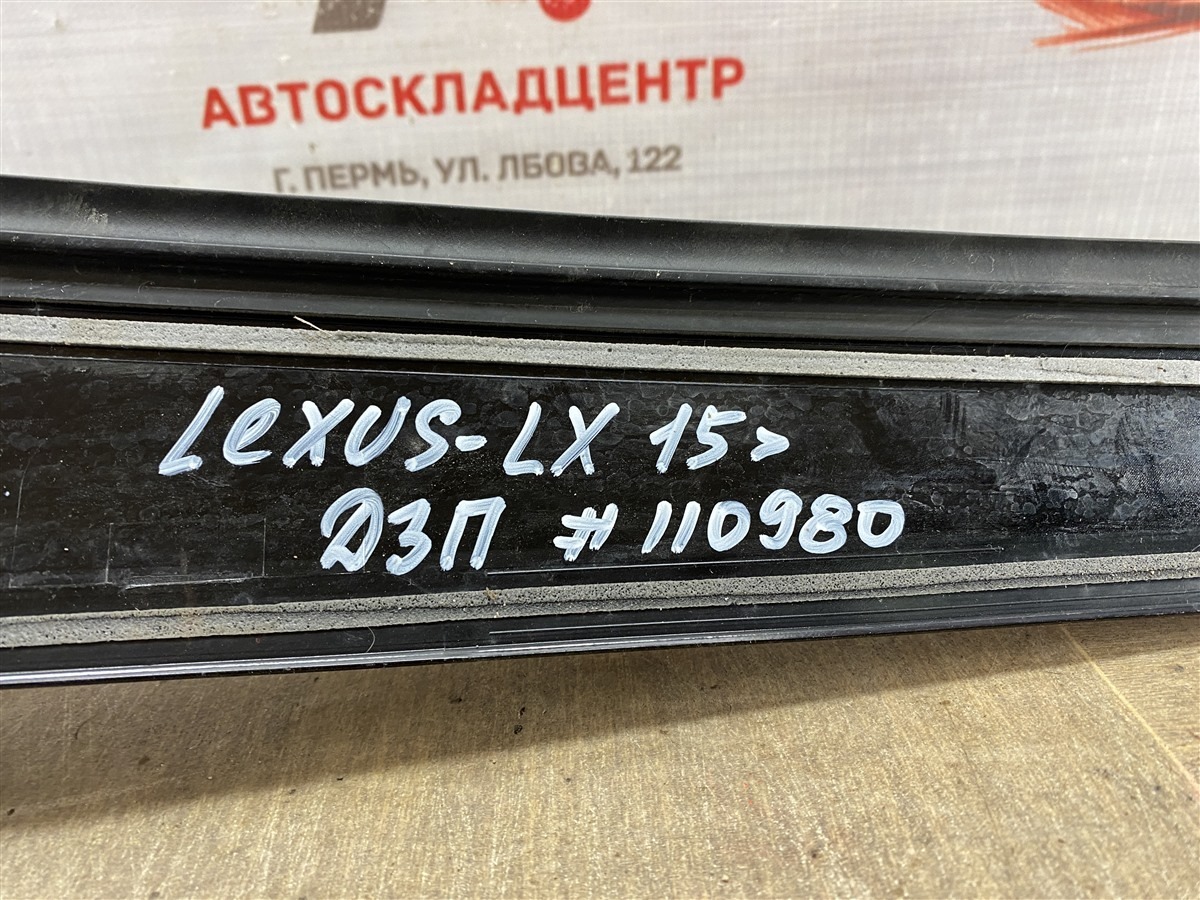 АВТОСКЛАДЦЕНТР
Г. ПЕРМЬ, УЛ. ЛБОВА, 122
LeXUS-LX 15>
ДЗП #110980